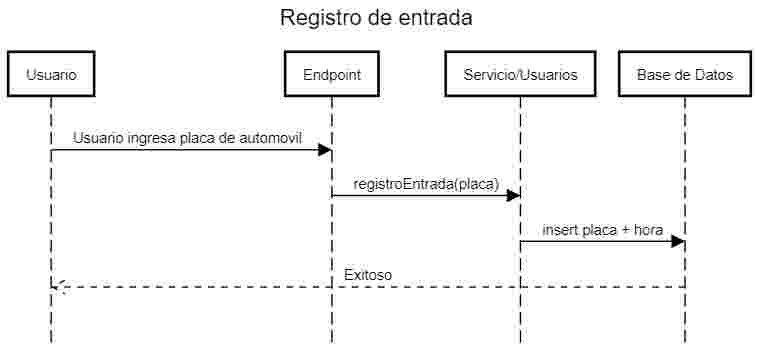 Registro de entrada
Usuario
Endpoint
Servicio/Usuarios
Base de Datos
Usuario ingresa placa de automovil
registroEntrada(placa)
insert placa + hora
Exitoso